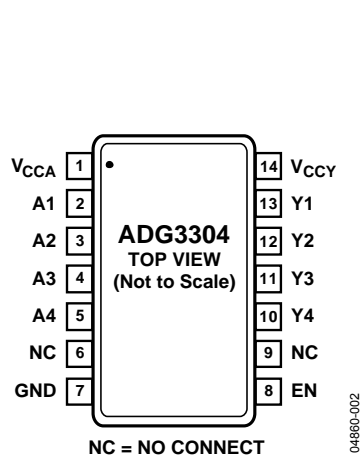 VCCA 1 14 VCCY
A1 2 13 Y1
A2 3 ADG3304 12 Y2
TOP VIEW
A3 4 (Not to Scale) 11 Y3
A4 5 10 Y4
NC 6 9 NC
GND 7 8 EN
NC = NO CONNECT
04860-002